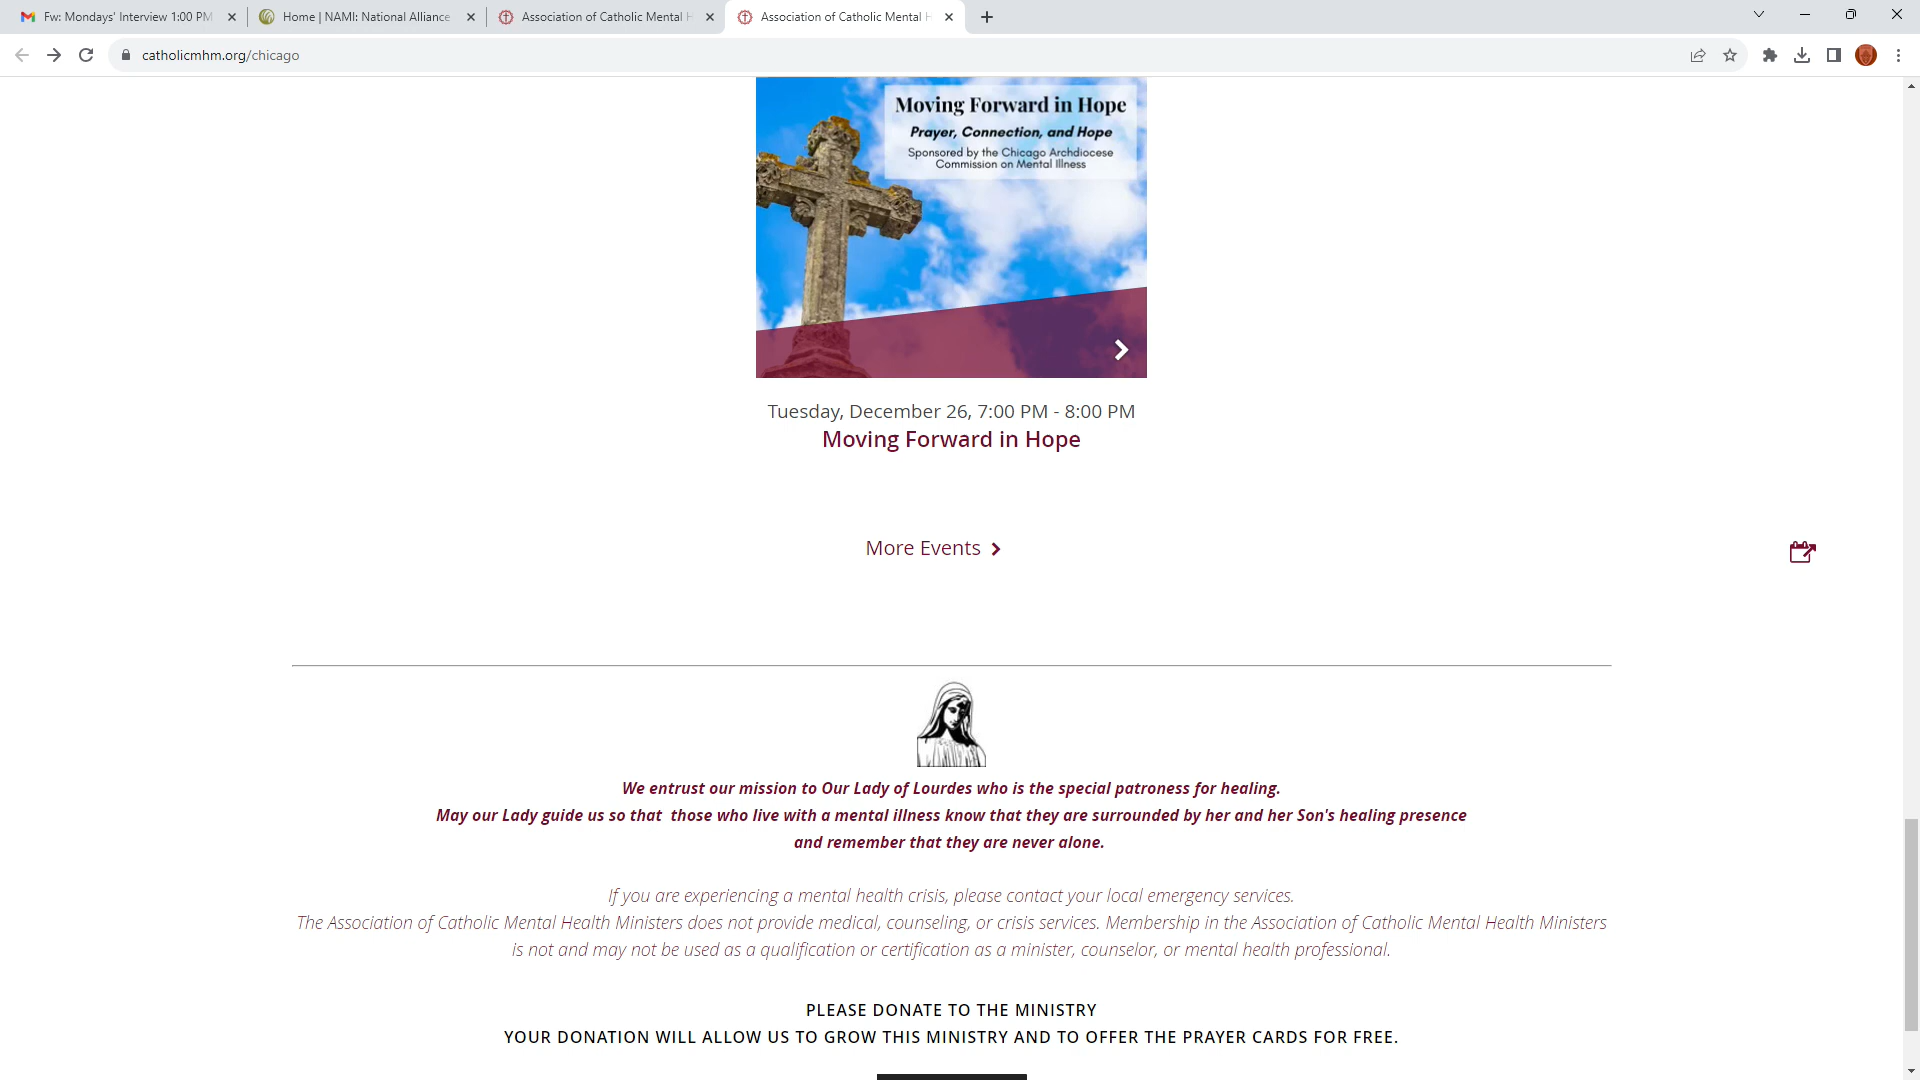 Fw: Mondays' Interview 1:00 PM
Home | NAMI: National Alliance
Association of Catholic Mental H
Association of Catholic Mental H
catholicmhm.org/chicago
Moving Forward in Hope
Prayer, Connection, and Hope
Sponsored by the Chicago Archdiocese
Commission on Mental Illness
Tuesday, December 26, 7:00 PM - 8:00 PM
Moving Forward in Hope
More Events
We entrust our mission to Our Lady of Lourdes who is the special patroness for healing.
May our Lady guide us so that those who live with a mental illness know that they are surrounded by her and her Son's healing presence
and remember that they are never alone.
If you are experiencing a mental health crisis, please contact your local emergency services.
The Association of Catholic Mental Health Ministers does not provide medical, counseling, or crisis services. Membership in the Association of Catholic Mental Health Ministers
is not and may not be used as a qualification or certification as a minister, counselor, or mental health professional.
PLEASE DONATE TO THE MINISTRY
YOUR DONATION WILL ALLOW US TO GROW THIS MINISTRY AND TO OFFER THE PRAYER CARDS FOR FREE.